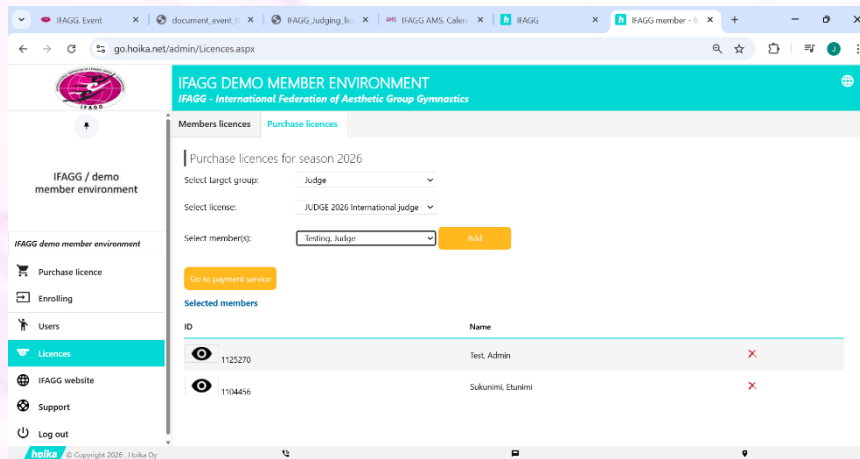 IFAGG. Event
document_event_(
IFAGG_Judging_lic
AMS IFAGG AMS. Calen
h IFAGG
h IFAGG member - li
go.hoika.net/admin/Licences.aspx
J
IFAGG
IFAGG DEMO MEMBER ENVIRONMENT
IFAGG - International Federation of Aesthetic Group Gymnastics
Members licences
Purchase licences
IFAGG / demo
member environment
Purchase licences for season 2026
Select target group:
Judge
Select license:
JUDGE 2026 International judge
Select member(s):
Testing, Judge
Add
IFAGG demo member environment
Purchase licence
Enrolling
Users
Licences
IFAGG website
Support
Log out
Go to payment service
Selected members
ID
Name
1125270
Test, Admin
1104456
Sukunimi, Etunimi
hoika © Copyright 2026 , Hoika Oy